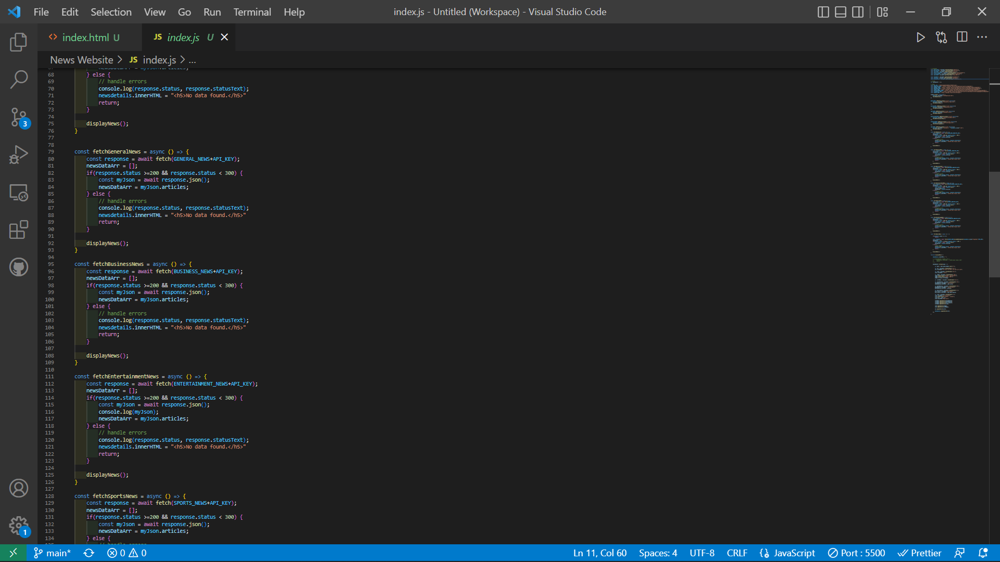 File Edit Selection View Go Run Terminal Help
index.js - Untitled (Workspace) - Visual Studio Code
<> index.html U
JS index.js U
News Website > JS index.js > ...
68 } else {
69 // handle errors
70 console.log(response.status, response.statusText);
71 newsdetails.innerHTML = "<h5>No data found.</h5>"
72 return;
73 }
74
75 displayNews();
76 }
77
78
79 const fetchGeneralNews = async () => {
80 const response = await fetch(GENERAL_NEWS+API_KEY);
81 newsDataArr = [];
82 if(response.status >=200 && response.status < 300) {
83 const myJson = await response.json();
84 newsDataArr = myJson.articles;
85 } else {
86 // handle errors
87 console.log(response.status, response.statusText);
88 newsdetails.innerHTML = "<h5>No data found.</h5>"
89 return;
90 }
91
92 displayNews();
93 }
94
95 const fetchBusinessNews = async () => {
96 const response = await fetch(BUSINESS_NEWS+API_KEY);
97 newsDataArr = [];
98 if(response.status >=200 && response.status < 300) {
99 const myJson = await response.json();
100 newsDataArr = myJson.articles;
101 } else {
102 // handle errors
103 console.log(response.status, response.statusText);
104 newsdetails.innerHTML = "<h5>No data found.</h5>"
105 return;
106 }
107
108 displayNews();
109 }
110
111 const fetchEntertainmentNews = async () => {
112 const response = await fetch(ENTERTAINMENT_NEWS+API_KEY);
113 newsDataArr = [];
114 if(response.status >=200 && response.status < 300) {
115 const myJson = await response.json();
116 console.log(myJson);
117 newsDataArr = myJson.articles;
118 } else {
119 // handle errors
120 console.log(response.status, response.statusText);
121 newsdetails.innerHTML = "<h5>No data found.</h5>"
122 return;
123 }
124
125 displayNews();
126 }
127
128 const fetchSportsNews = async () => {
129 const response = await fetch(SPORTS_NEWS+API_KEY);
130 newsDataArr = [];
131 if(response.status >=200 && response.status < 300) {
132 const myJson = await response.json();
133 newsDataArr = myJson.articles;
134 } else {
3
1
main* 0 0
Ln 11, Col 60 Spaces: 4 UTF-8 CRLF JavaScript Port : 5500 Prettier